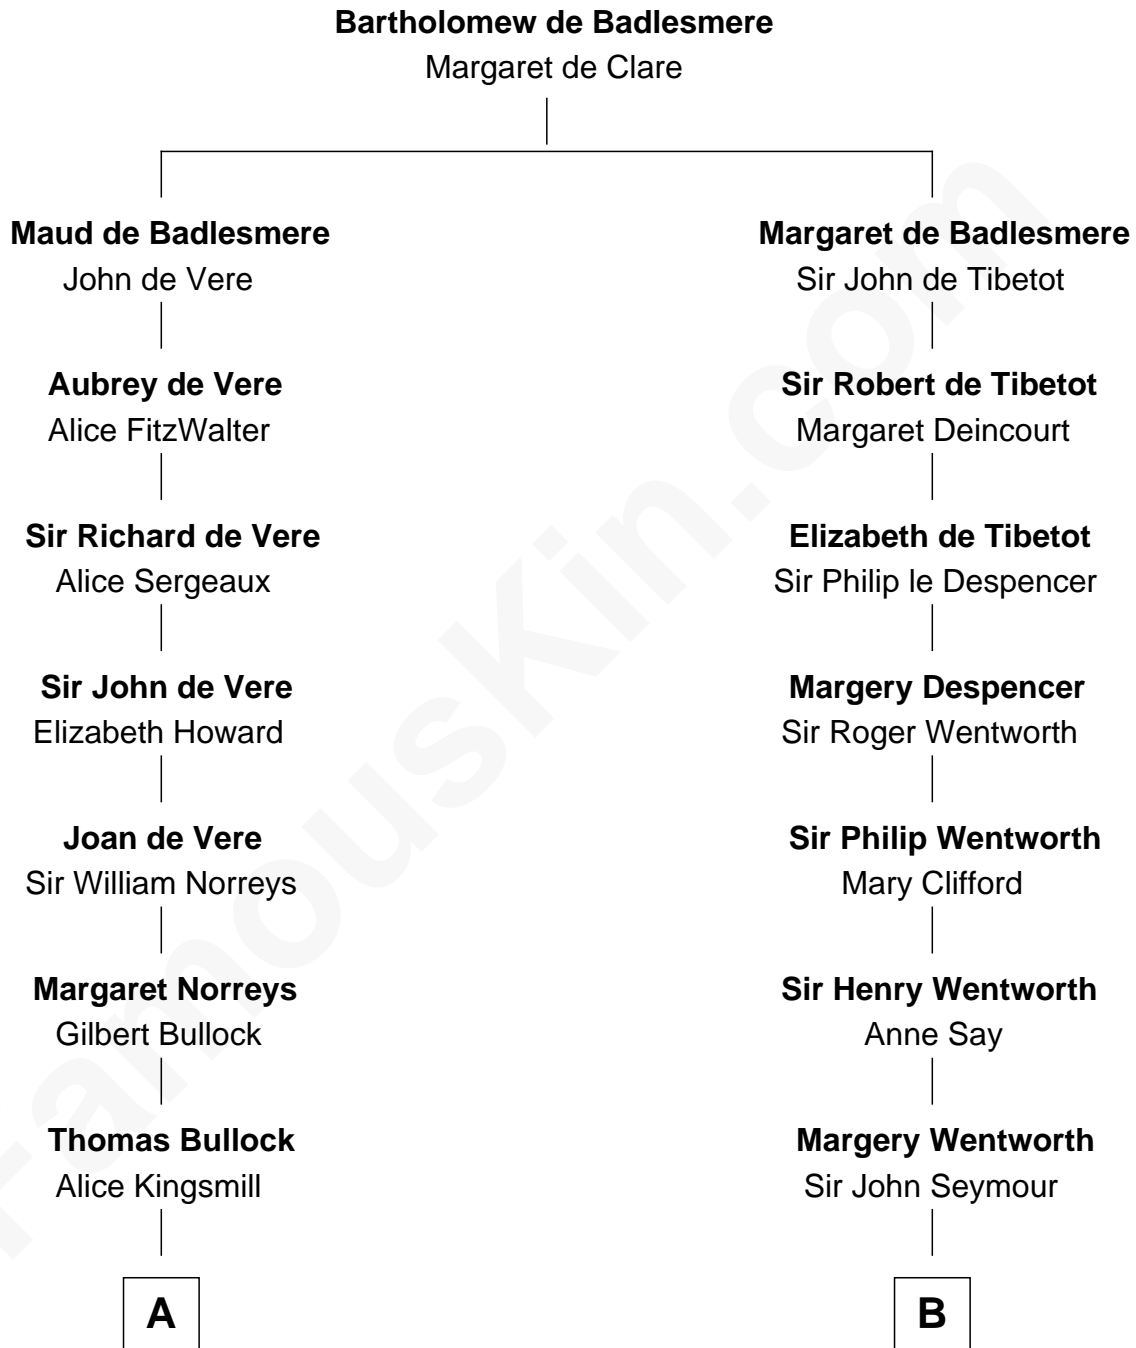 Bartholomew de Badlesmere
Margaret de Clare
Maud de Badlesmere
John de Vere
Margaret de Badlesmere
Sir John de Tibetot
Aubrey de Vere
Alice FitzWalter
Sir Robert de Tibetot
Margaret Deincourt
Sir Richard de Vere
Alice Sergeaux
Elizabeth de Tibetot
Sir Philip le Despencer
Sir John de Vere
Elizabeth Howard
Margery Despencer
Sir Roger Wentworth
Joan de Vere
Sir William Norreys
Sir Philip Wentworth
Mary Clifford
Margaret Norreys
Gilbert Bullock
Sir Henry Wentworth
Anne Say
Thomas Bullock
Alice Kingsmill
Margery Wentworth
Sir John Seymour
A
B
FamousKin.com